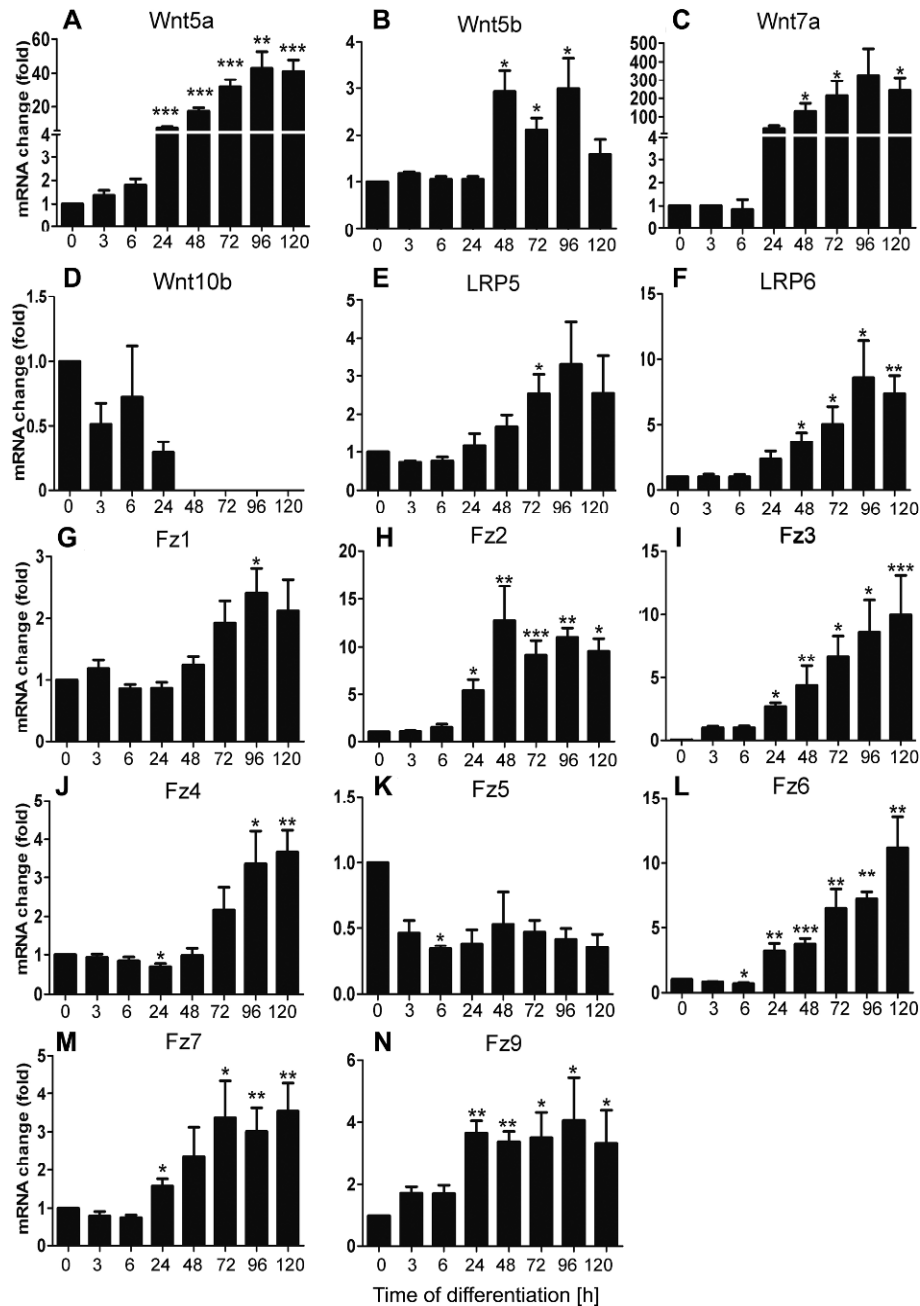 A Wnt5a
mRNA change (fold)
60
40
20
4
4
3
2
1
0
*** *** *** ** ***
0 3 6 24 48 72 96 120
B Wnt5b
4
3
2
1
0
* * *
0 3 6 24 48 72 96 120
C Wnt7a
500
400
300
200
100
4
3
2
1
0
* * *
0 3 6 24 48 72 96 120
D Wnt10b
mRNA change (fold)
1.5
1.0
0.5
0.0
0 3 6 24 48 72 96 120
E LRP5
5
4
3
2
1
0
*
0 3 6 24 48 72 96 120
F LRP6
15
10
5
0
* * * **
0 3 6 24 48 72 96 120
G Fz1
mRNA change (fold)
3
2
1
0
*
0 3 6 24 48 72 96 120
H Fz2
20
15
10
5
0
* ** *** ** *
0 3 6 24 48 72 96 120
I Fz3
15
10
5
0
* ** * * ***
0 3 6 24 48 72 96 120
J Fz4
mRNA change (fold)
5
4
3
2
1
0
* * **
0 3 6 24 48 72 96 120
K Fz5
1.5
1.0
0.5
0.0
*
0 3 6 24 48 72 96 120
L Fz6
15
10
5
0
* ** *** ** ** **
0 3 6 24 48 72 96 120
M Fz7
mRNA change (fold)
5
4
3
2
1
0
* * ** **
0 3 6 24 48 72 96 120
N Fz9
6
4
2
0
** ** * * *
0 3 6 24 48 72 96 120
Time of differentiation [h]